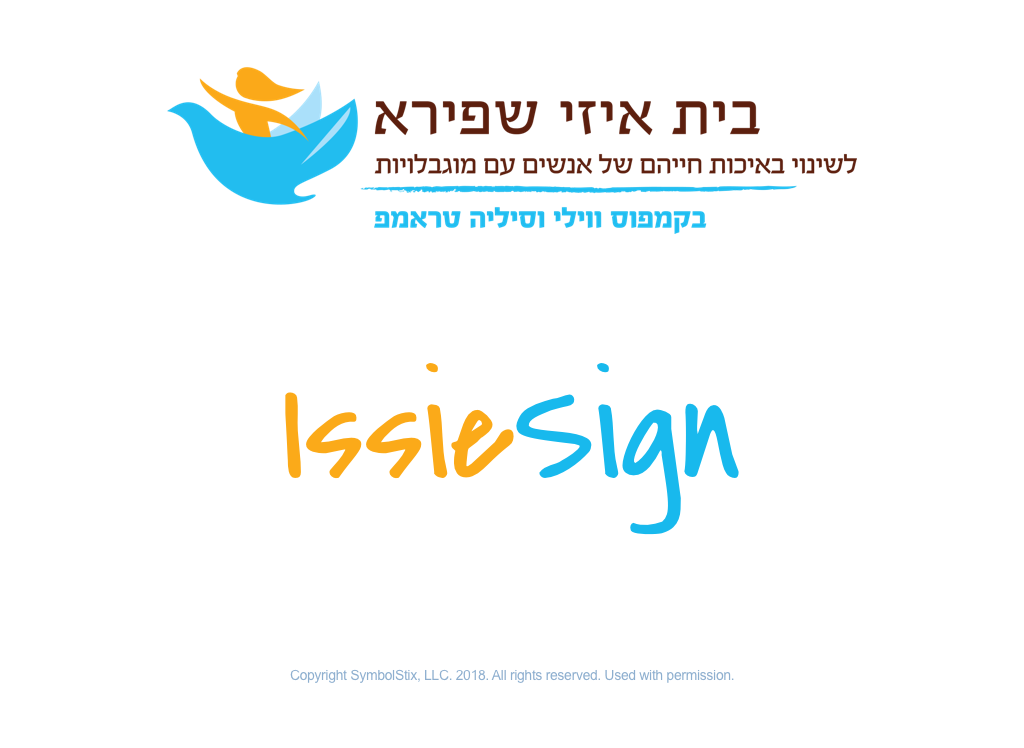 בית איזי שפירא
לשינוי באיכות חייהם של אנשים עם מוגבלויות
בקמפוס ווילי וסיליה טראמפ
IssieSign
Copyright SymbolStix, LLC. 2018. All rights reserved. Used with permission.